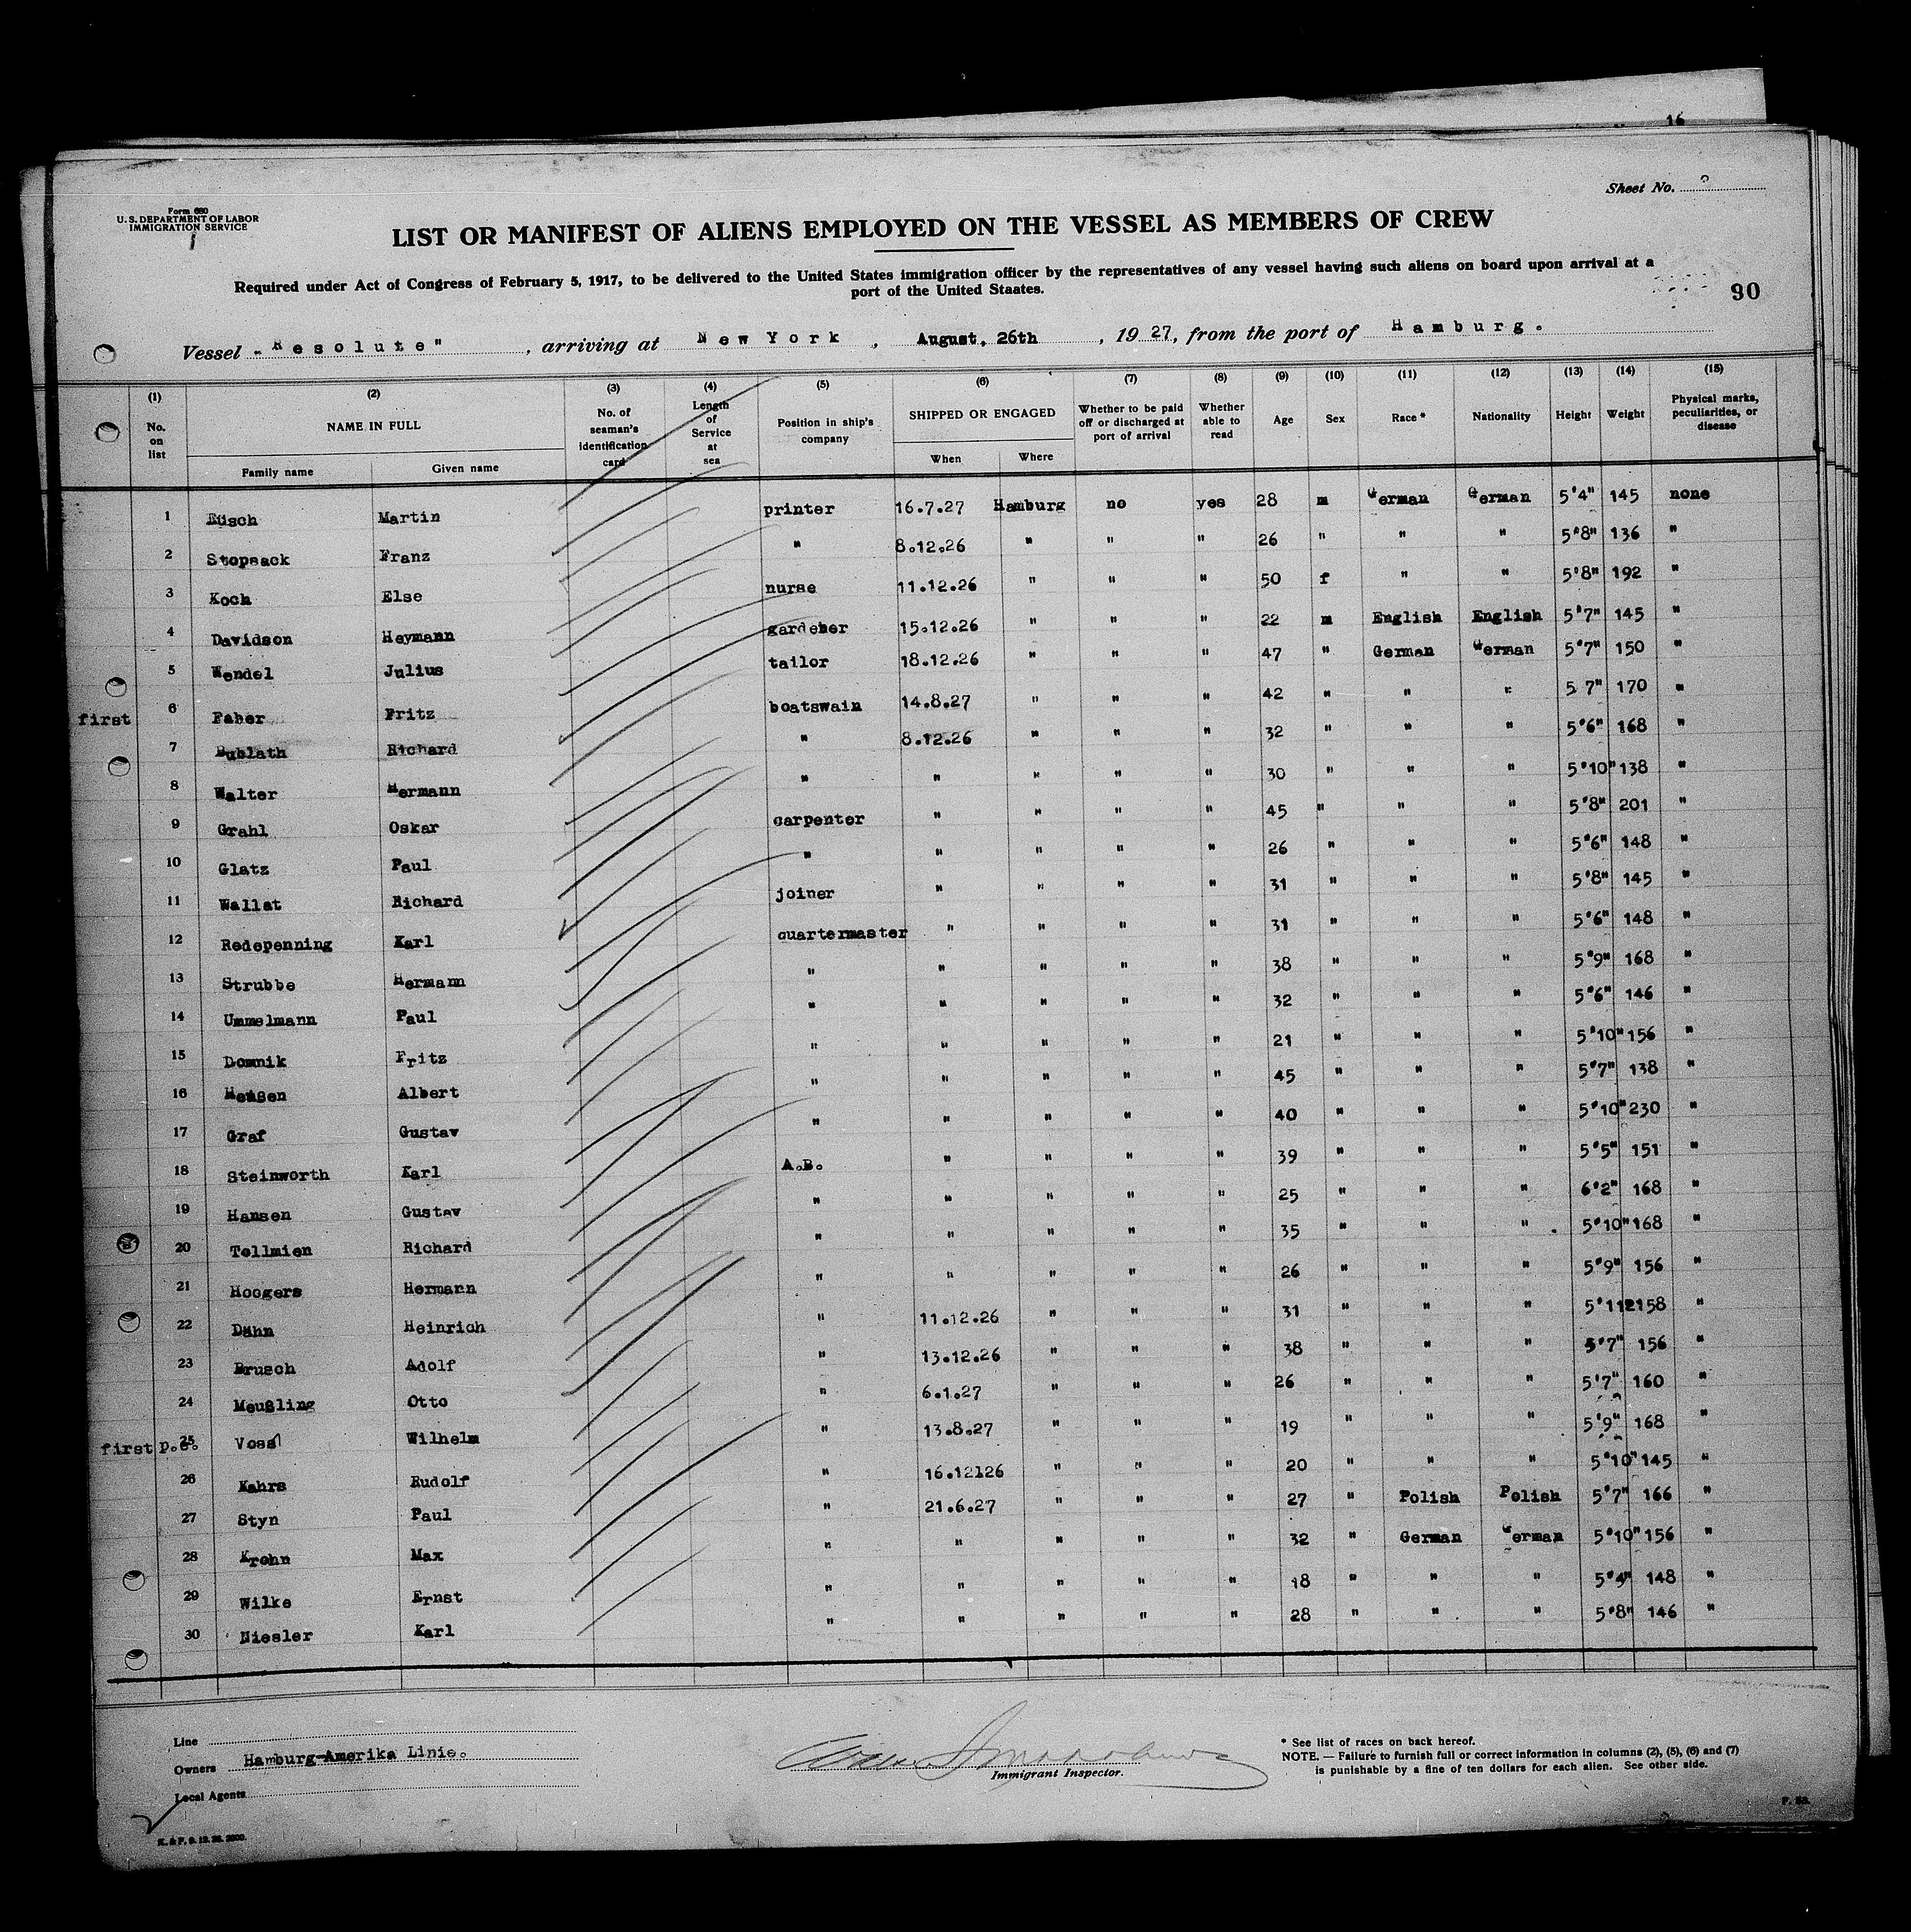 16
Sheet No.
Form 680
U. S. DEPARTMENT OF LABOR
IMMIGRATION SERVICE
LIST OR MANIFEST OF ALIENS EMPLOYED ON THE VESSEL AS MEMBERS OF CREW
Required under Act of Congress of February 5, 1917, to be delivered to the United States immigration officer by the representatives of any vessel having such aliens on board upon arrival at a
port of the United Staates.
90
Vessel "Resolute" , arriving at New York , August. 26th , 1927, from the port of Hamburg.
(1) (2) (3) (4) (5) (6) (7) (8) (9) (10) (11) (12) (13) (14) (15)
No. on list NAME IN FULL Family name Given name No. of seaman's identification card Length of Service at sea Position in ship's company SHIPPED OR ENGAGED When Where Whether to be paid off or discharged at port of arrival Whether able to read Age Sex Race* Nationality Height Weight Physical marks, peculiarities, or disease
1 Martin printer 16.7.27 Hamburg no yes 28 m German German 5'4" 145 none
2 Stopsack Franz " 8.12.26 " " " 26 " " " 5'8" 136 "
3 Koch Else nurse 11.12.26 " " " 50 f " " 5'8" 192 "
4 Davidson Heymann gardener 15.12.26 " " " 22 m English English 5'7" 145 "
5 Wendel Julius tailor 18.12.26 " " " 47 " German German 5'7" 150 "
first 6 Faher Fritz boatswain 14.8.27 " " " 42 " " " 5 7" 170 "
7 Bublath Richard " 8.12.26 " " " 32 " " " 5'6" 168 "
8 Walter Hermann " " " " " 30 " " " 5'10" 138 "
9 Grahl Oskar carpenter " " " " 45 " " " 5'8" 201 "
10 Glatz Paul " " " " " 26 " " " 5'6" 148 "
11 Wallat Richard joiner " " " " 31 " " " 5'8" 145 "
12 Redepenning Karl quartermaster " " " " 31 " " " 5'6" 148 "
13 Strubbe Hermann " " " " " 38 " " " 5'9" 168 "
14 Ummelmann Paul " " " " " 32 " " " 5'6" 146 "
15 Domnik Fritz " " " " " 21 " " " 5'10" 156 "
16 Albert " " " " " 45 " " " 5'7" 138 "
17 Graf Gustav " " " " " 40 " " " 5'10" 230 "
18 Steinworth Karl A.B. " " " " 39 " " " 5'5" 151 "
19 Hansen Gustav " " " " " 25 " " " 6'2" 168 "
20 Tollmien Richard " " " " " 35 " " " 5'10" 168 "
21 Hoogers Hermann " " " " " 26 " " " 5'9" 156 "
22 Dähn Heinrich " 11.12.26 " " " 31 " " " 5'11" 158 "
23 Brusch Adolf " 13.12.26 " " " 38 " " " 5'7" 156 "
24 Meußling Otto " 6.1.27 " " " 26 " " " 5'7" 160 "
first p.o. 25 Voss Wilhelm " 13.8.27 " " " 19 " " " 5'9" 168 "
26 Kahrs Rudolf " 16.12126 " " " 20 " " " 5'10" 145 "
27 Styn Paul " 21.6.27 " " " 27 " Polish Polish 5'7" 166 "
28 Krohn Max " " " " " 32 " German German 5'10" 156 "
29 Wilke Ernst " " " " " 18 " " " 5'4" 148 "
30 Niesler Karl " " " " " 28 " " " 5'8" 146 "
Line
Owners Hamburg-Amerika Linie.
Local Agents
Immigrant Inspector.
* See list of races on back hereof.
NOTE. — Failure to furnish full or correct information in columns (2), (5), (6) and (7)
is punishable by a fine of ten dollars for each alien. See other side.